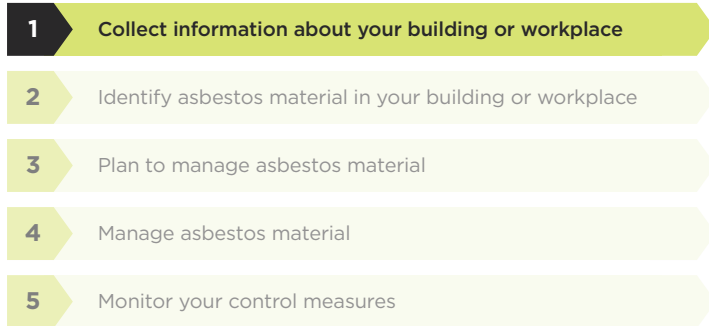 1 Collect information about your building or workplace
2 Identify asbestos material in your building or workplace
3 Plan to manage asbestos material
4 Manage asbestos material
5 Monitor your control measures